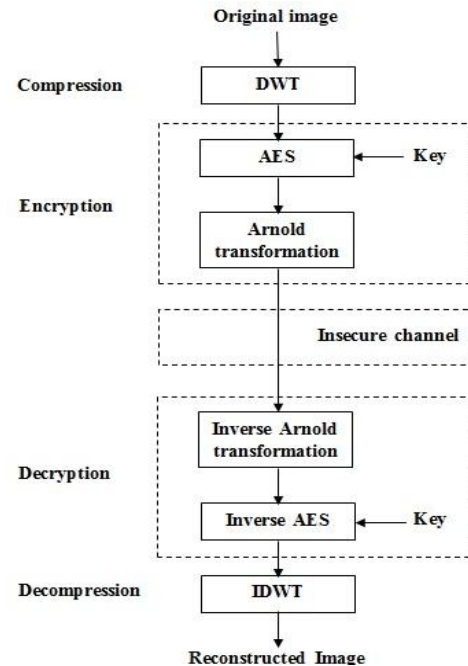 Original image
Compression
DWT
AES
Key
Encryption
Arnold
transformation
Insecure channel
Inverse Arnold
transformation
Decryption
Inverse AES
Key
Decompression
IDWT
Reconstructed Image